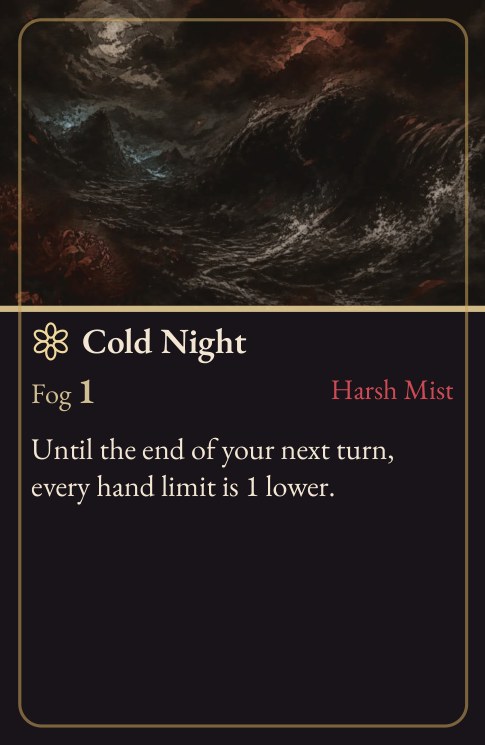 Cold Night
Fog 1
Harsh Mist
Until the end of your next turn,
every hand limit is 1 lower.